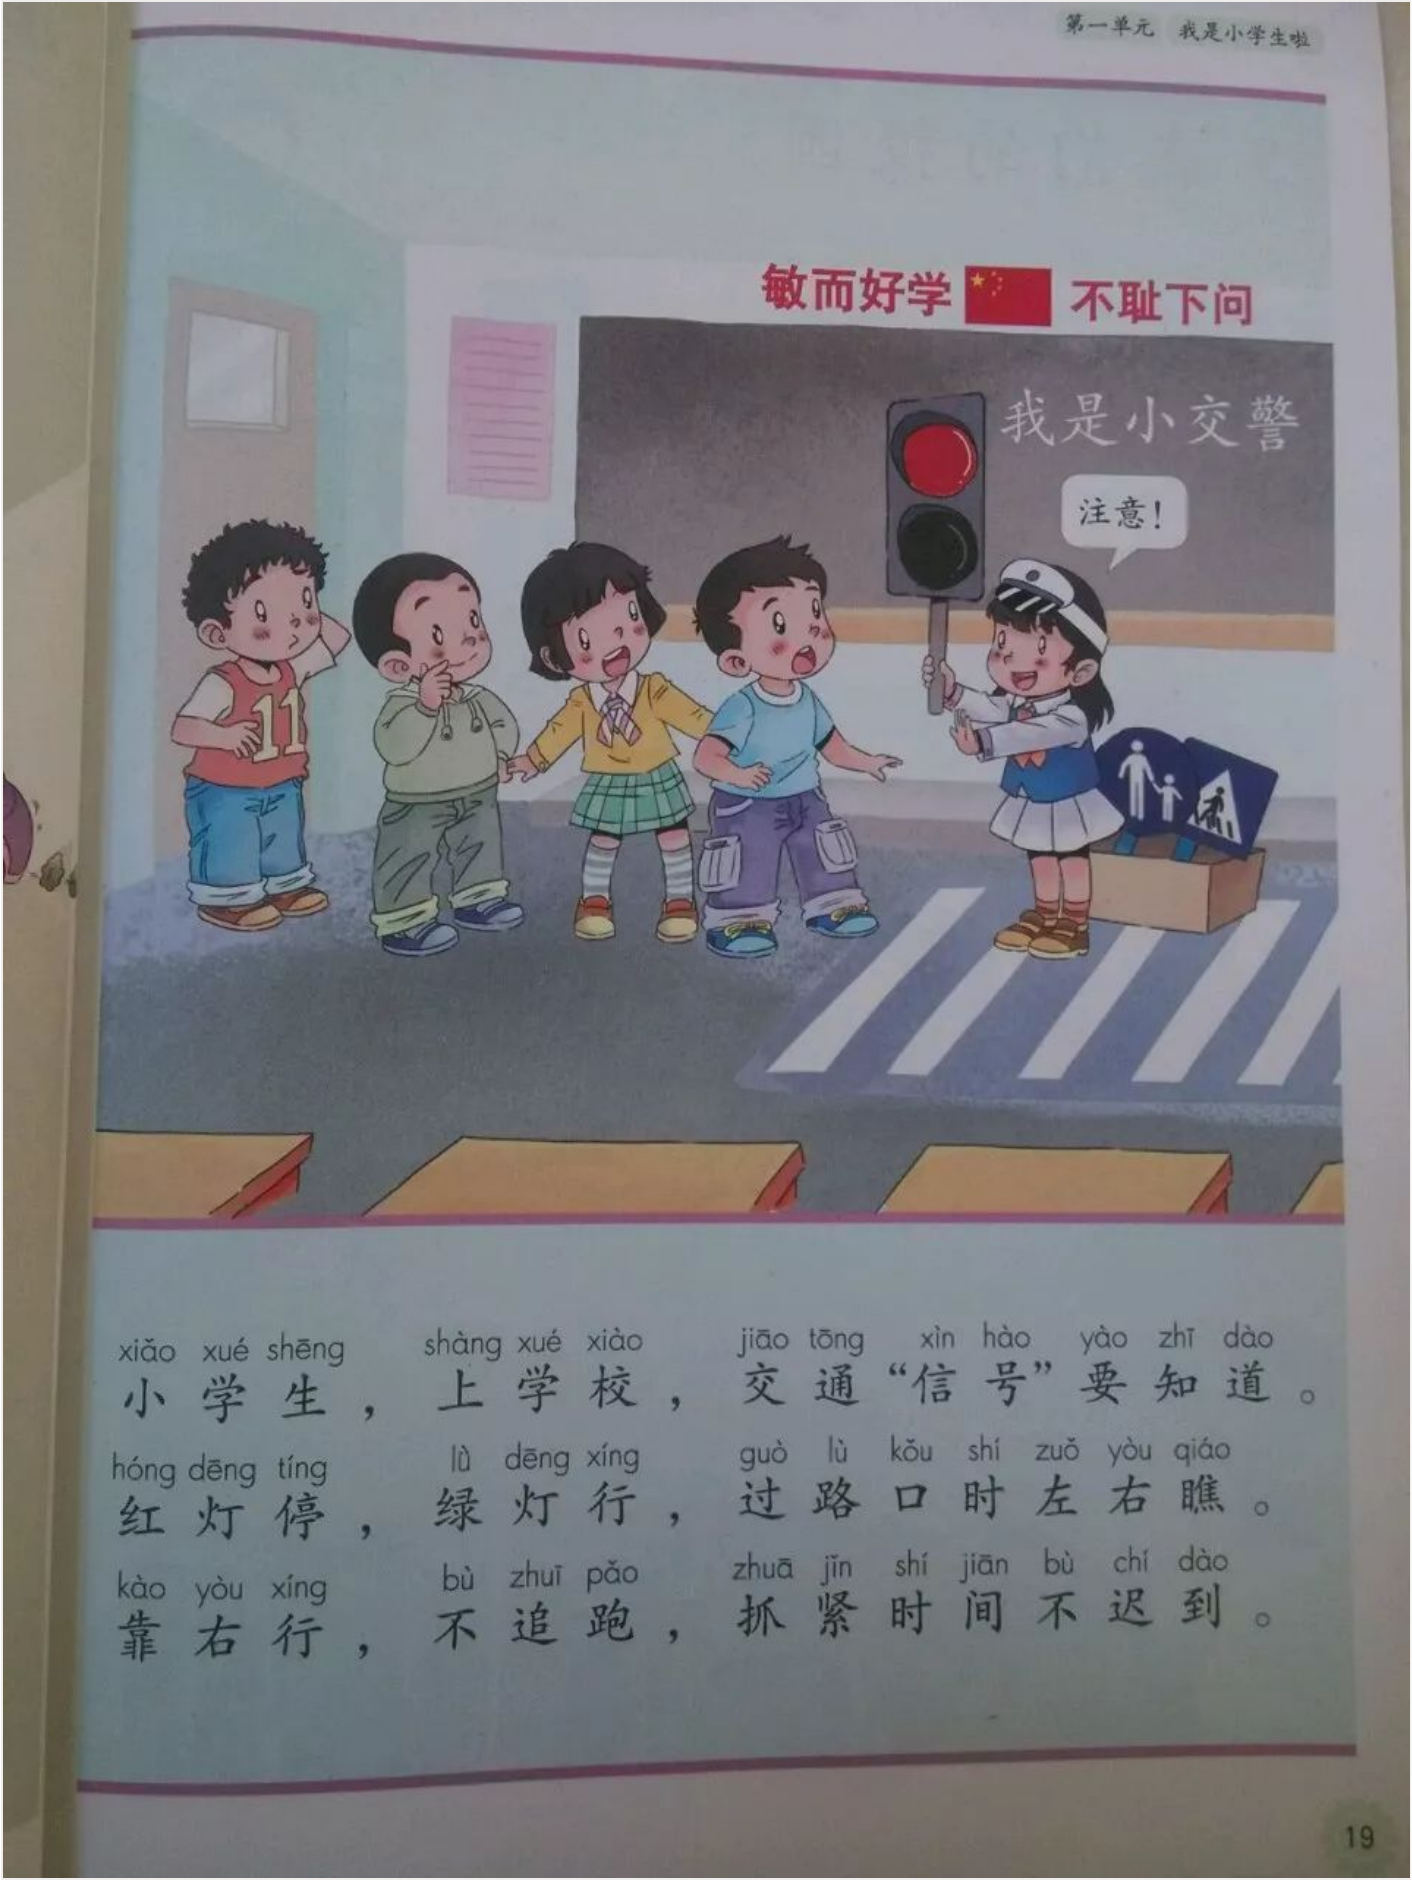 第一单元 我是小学生啦
敏而好学 不耻下问
我是小交警
注意！
11
xiǎo xué shēng shàng xué xiào jiāo tōng xìn hào yào zhī dào
小学生，上学校，交通“信号”要知道。
hóng dēng tíng lǜ dēng xíng guò lù kǒu shí zuǒ yòu qiáo
红灯停，绿灯行，过路口时左右瞧。
kào yòu xíng bù zhuī pǎo zhuā jǐn shí jiān bù chí dào
靠右行，不追跑，抓紧时间不迟到。
19